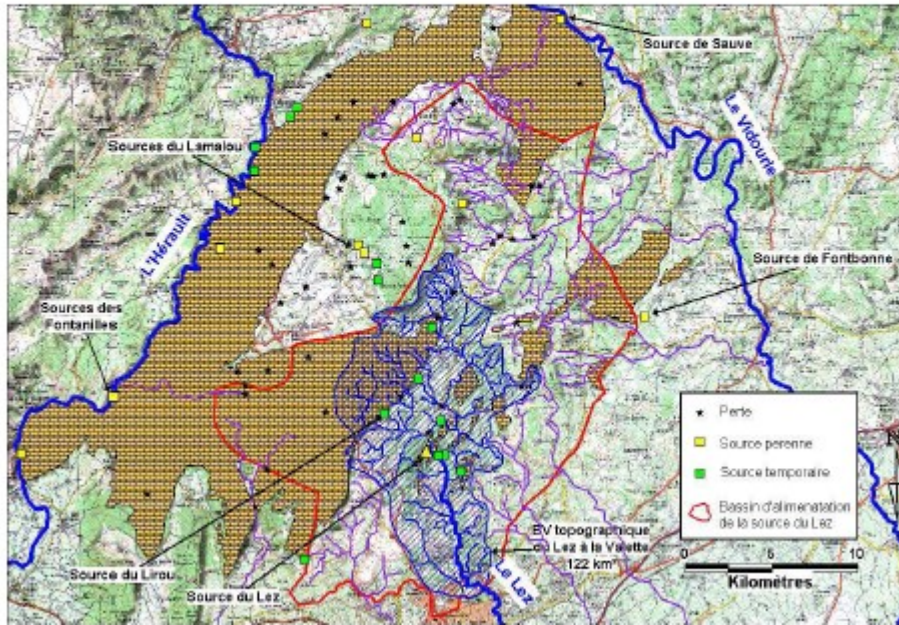 Source de Sauve
Le Vidourle
Sources du Lamalou
L'Hérault
Source de Fontbonne
Sources des
Fontanilles
Perte
Source perenne
Source temporaire
Bassin d'alimenatation
de la source du Lez
BV topographique
du Lez à la Valette
122 km²
Source du Lirou
Source du Lez
Le Lez
0 5 10
Kilomètres